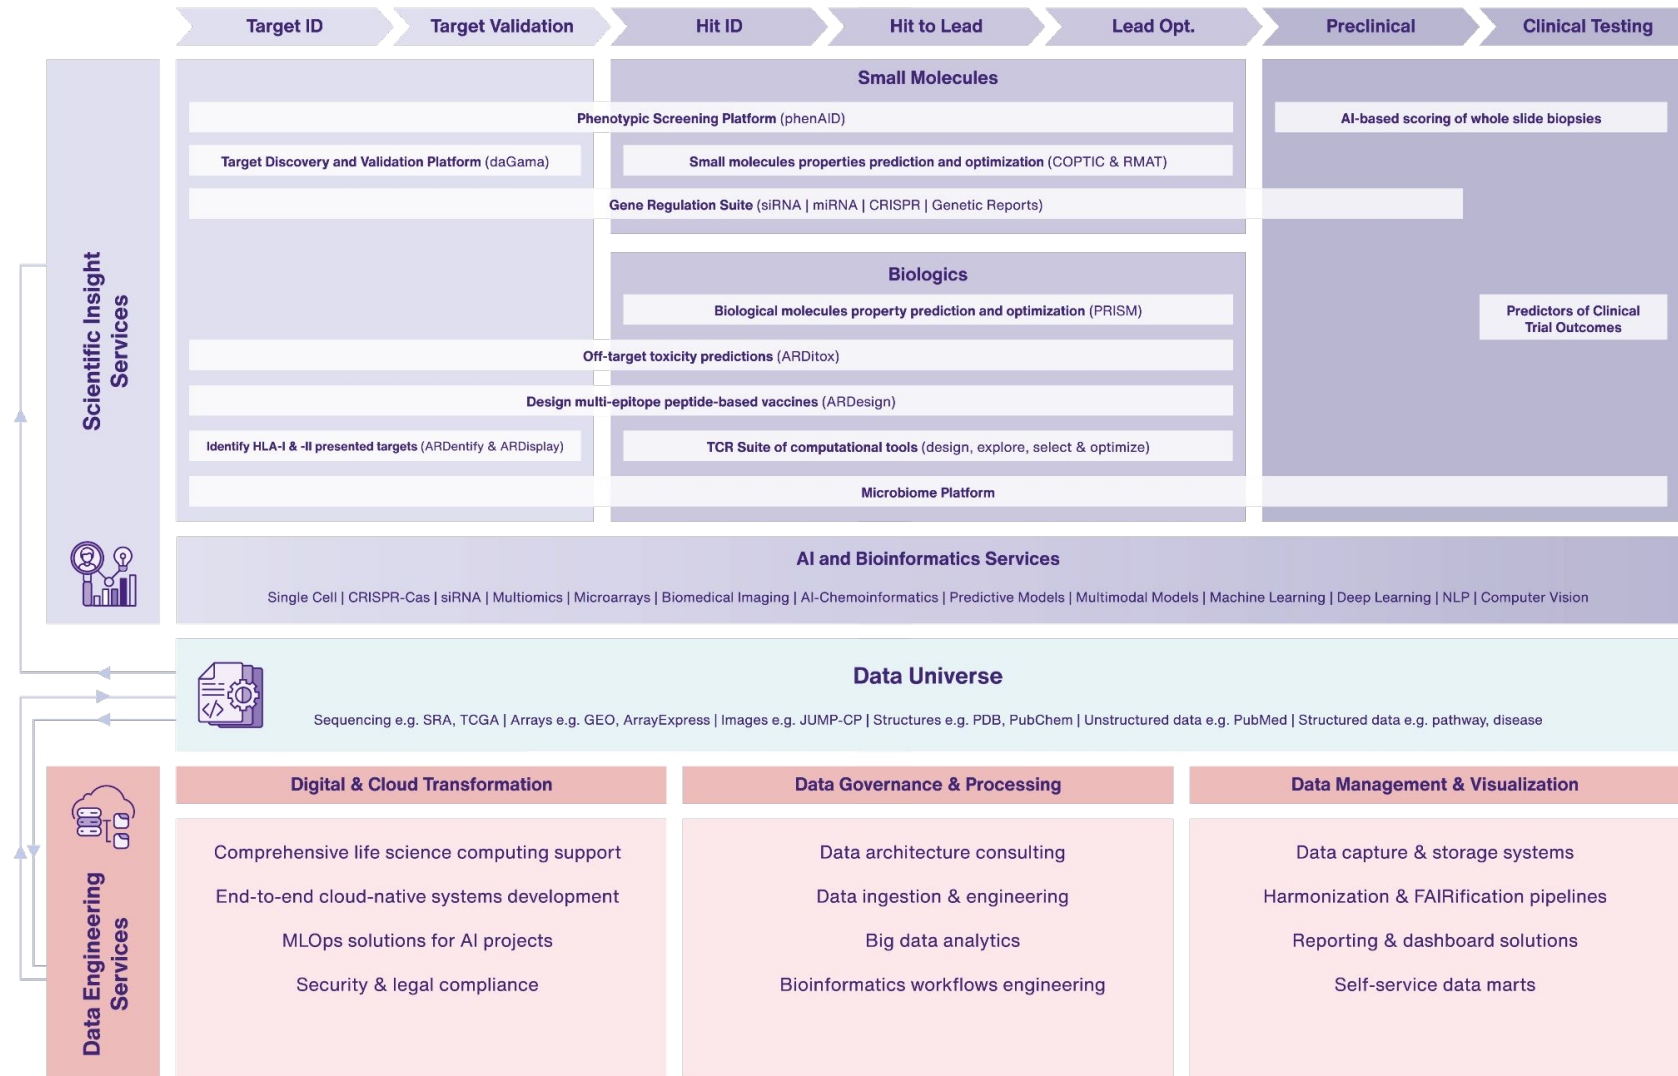 Target ID
Target Validation
Hit ID
Hit to Lead
Lead Opt.
Preclinical
Clinical Testing
Scientific Insight
Services
Small Molecules
Phenotypic Screening Platform (phenAID)
AI-based scoring of whole slide biopsies
Target Discovery and Validation Platform (daGama)
Small molecules properties prediction and optimization (COPTIC & RMAT)
Gene Regulation Suite (siRNA | miRNA | CRISPR | Genetic Reports)
Biologics
Biological molecules property prediction and optimization (PRISM)
Predictors of Clinical
Trial Outcomes
Off-target toxicity predictions (ARDitox)
Design multi-epitope peptide-based vaccines (ARDesign)
Identify HLA-I & -II presented targets (ARDentify & ARDisplay)
TCR Suite of computational tools (design, explore, select & optimize)
Microbiome Platform
AI and Bioinformatics Services
Single Cell | CRISPR-Cas | siRNA | Multiomics | Microarrays | Biomedical Imaging | AI-Chemoinformatics | Predictive Models | Multimodal Models | Machine Learning | Deep Learning | NLP | Computer Vision
Data Universe
Sequencing e.g. SRA, TCGA | Arrays e.g. GEO, ArrayExpress | Images e.g. JUMP-CP | Structures e.g. PDB, PubChem | Unstructured data e.g. PubMed | Structured data e.g. pathway, disease
Data Engineering
Services
Digital & Cloud Transformation
Comprehensive life science computing support
End-to-end cloud-native systems development
MLOps solutions for AI projects
Security & legal compliance
Data Governance & Processing
Data architecture consulting
Data ingestion & engineering
Big data analytics
Bioinformatics workflows engineering
Data Management & Visualization
Data capture & storage systems
Harmonization & FAIRification pipelines
Reporting & dashboard solutions
Self-service data marts